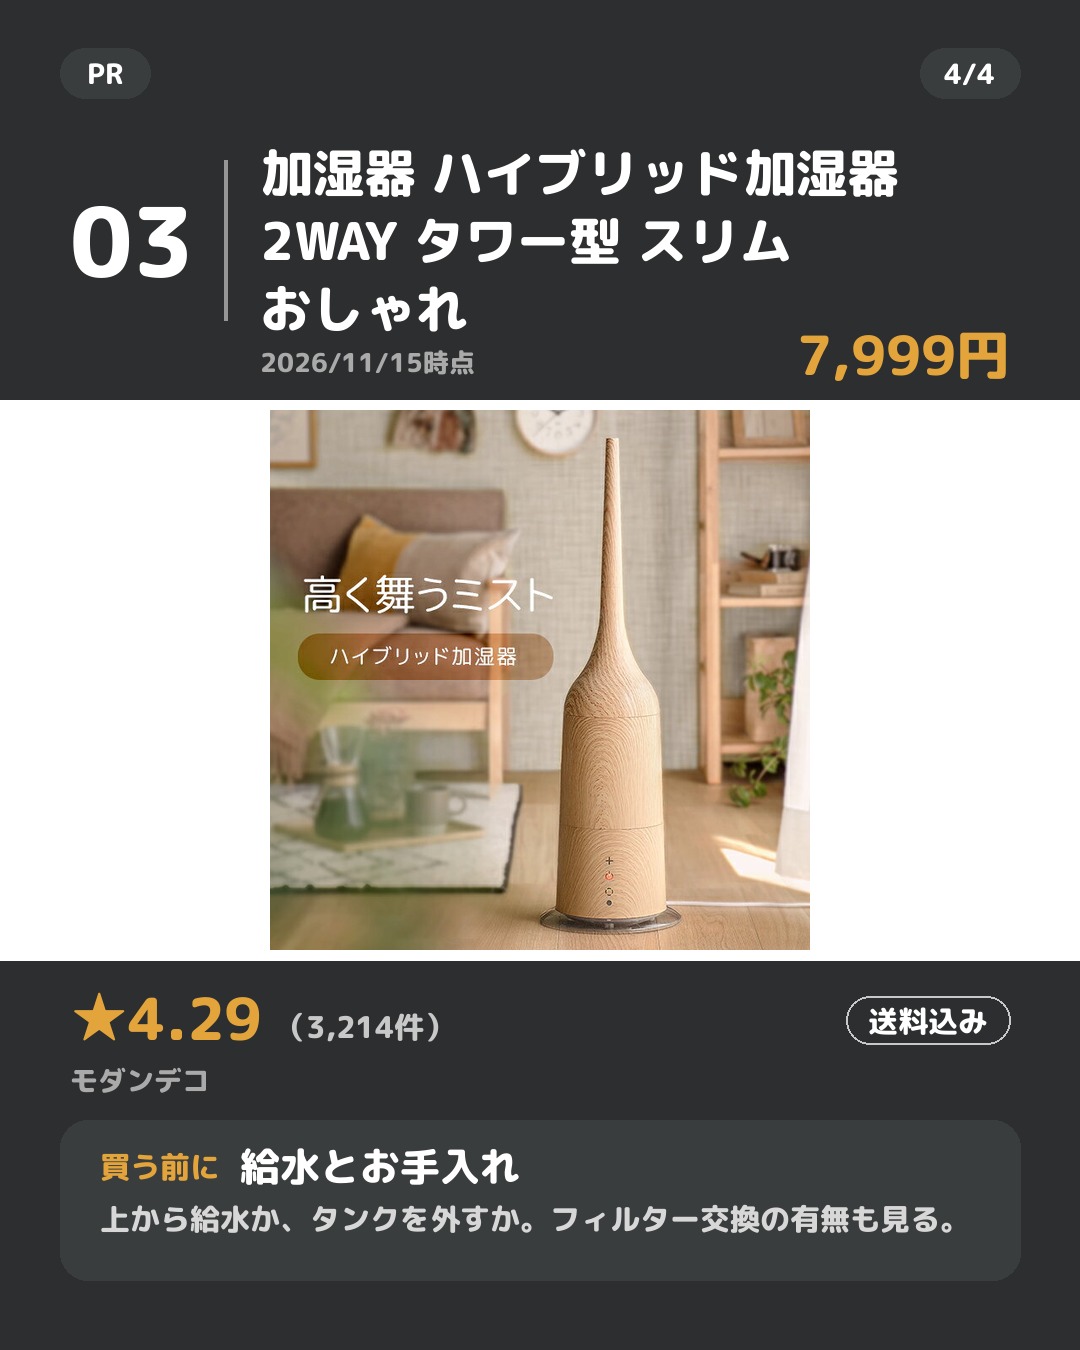 PR
4/4
03
加湿器 ハイブリッド加湿器
2WAY タワー型 スリム
おしゃれ
2026/11/15時点
7,999円
高く舞うミスト
ハイブリッド加湿器
★4.29 (3,214件)
送料込み
モダンデコ
買う前に 給水とお手入れ
上から給水か、タンクを外すか。フィルター交換の有無も見る。